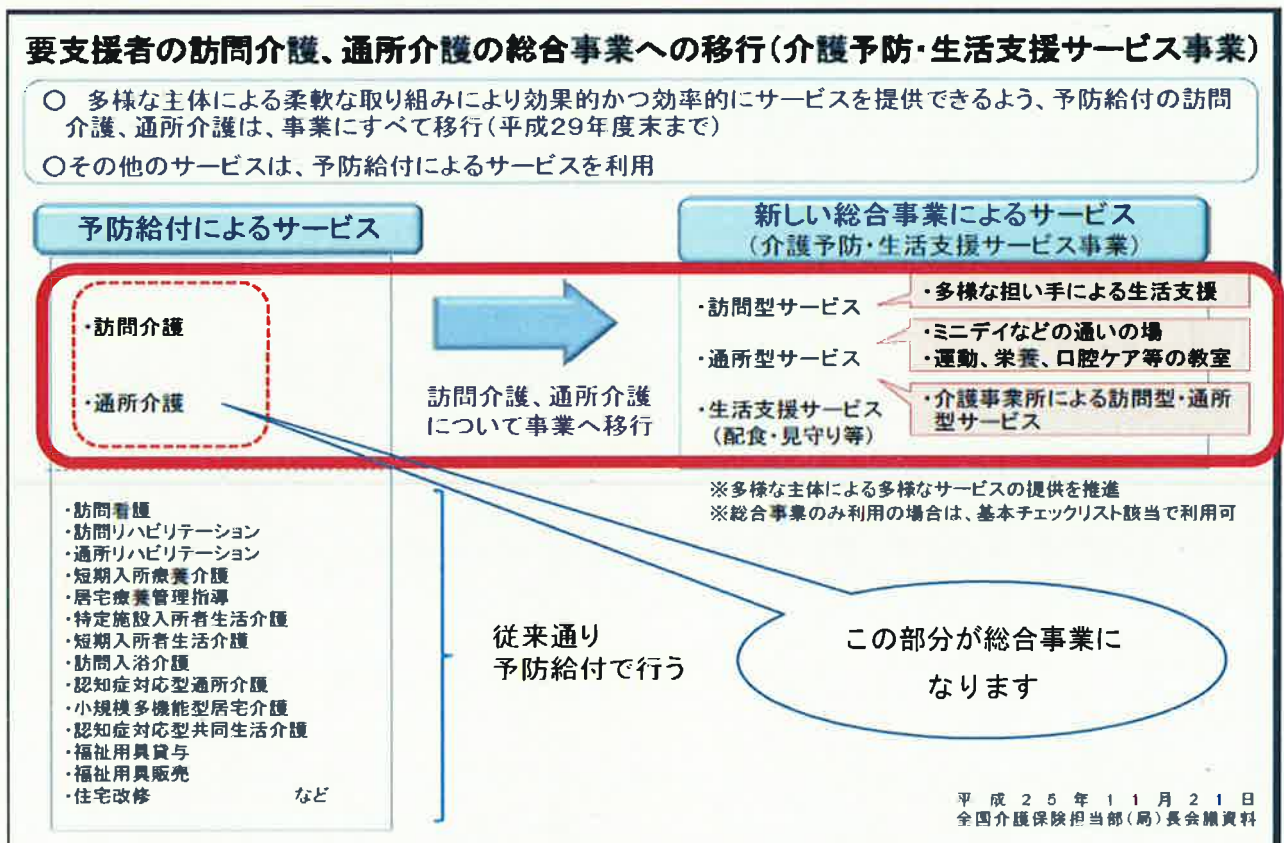 要支援者の訪問介護、通所介護の総合事業への移行(介護予防・生活支援サービス事業)
○ 多様な主体による柔軟な取り組みにより効果的かつ効率的にサービスを提供できるよう、予防給付の訪問
介護、通所介護は、事業にすべて移行(平成29年度末まで)
○その他のサービスは、予防給付によるサービスを利用
予防給付によるサービス
・訪問介護
・通所介護
訪問介護、通所介護
について事業へ移行
新しい総合事業によるサービス
(介護予防・生活支援サービス事業)
・訪問型サービス
・多様な担い手による生活支援
・通所型サービス
・ミニデイなどの通いの場
・運動、栄養、口腔ケア等の教室
・生活支援サービス
(配食・見守り等)
・介護事業所による訪問型・通所
型サービス
※多様な主体による多様なサービスの提供を推進
※総合事業のみ利用の場合は、基本チェックリスト該当で利用可
・訪問看護
・訪問リハビリテーション
・通所リハビリテーション
・短期入所療養介護
・居宅療養管理指導
・特定施設入所者生活介護
・短期入所者生活介護
・訪問入浴介護
・認知症対応型通所介護
・小規模多機能型居宅介護
・認知症対応型共同生活介護
・福祉用具貸与
・福祉用具販売
・住宅改修 など
従来通り
予防給付で行う
この部分が総合事業に
なります
平成25年11月21日
全国介護保険担当部(局)長会議資料